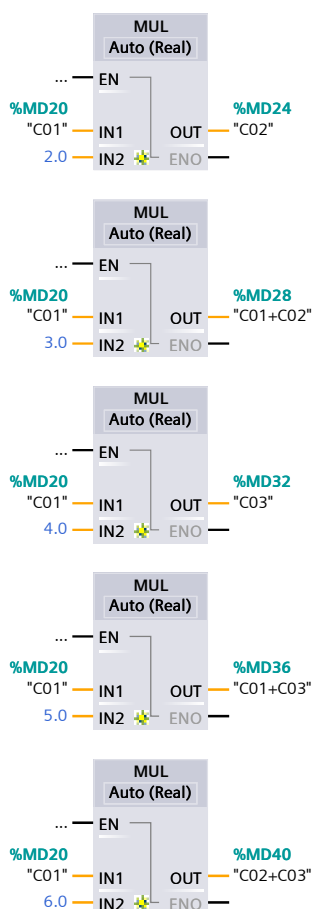 MUL
Auto (Real)
... EN
%MD20 %MD24
"C01" IN1 OUT "C02"
2.0 IN2 ENO
MUL
Auto (Real)
... EN
%MD20 %MD28
"C01" IN1 OUT "C01+C02"
3.0 IN2 ENO
MUL
Auto (Real)
... EN
%MD20 %MD32
"C01" IN1 OUT "C03"
4.0 IN2 ENO
MUL
Auto (Real)
... EN
%MD20 %MD36
"C01" IN1 OUT "C01+C03"
5.0 IN2 ENO
MUL
Auto (Real)
... EN
%MD20 %MD40
"C01" IN1 OUT "C02+C03"
6.0 IN2 ENO